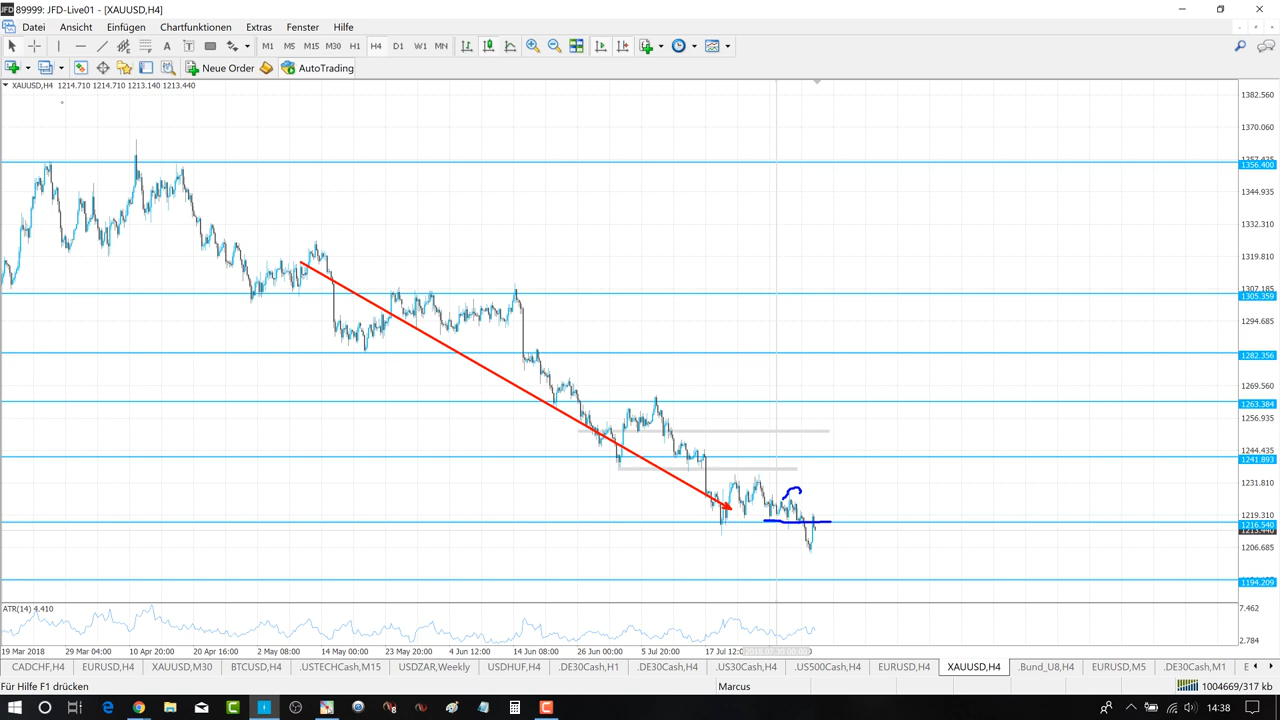 JFD 89999: JFD-Live01 - [XAUUSD,H4]
Datei Ansicht Einfügen Chartfunktionen Extras Fenster Hilfe
A T M1 M5 M15 M30 H1 H4 D1 W1 MN
Neue Order AutoTrading
XAUUSD,H4 1214.710 1214.710 1213.140 1213.440
1382.560
1370.060
1356.400
1344.935
1332.310
1319.810
1307.185
1305.359
1294.685
1282.356
1269.560
1263.384
1256.935
1244.435
1241.893
1231.810
1219.310
1216.540
1213.440
1206.685
1194.209
ATR(14) 4.410
7.462
2.784
19 Mar 2018 29 Mar 04:00 10 Apr 20:00 20 Apr 16:00 2 May 08:00 14 May 00:00 23 May 20:00 4 Jun 12:00 14 Jun 08:00 26 Jun 00:00 5 Jul 20:00 17 Jul 12: 2018.07.30 00:00
CADCHF,H4 EURUSD,H4 XAUUSD,M30 BTCUSD,H4 .USTECHCash,M15 USDZAR,Weekly USDHUF,H4 .DE30Cash,H1 .DE30Cash,H4 .US30Cash,H4 .US500Cash,H4 EURUSD,H4 XAUUSD,H4 .Bund_U8,H4 EURUSD,M5 .DE30Cash,M1 E
Für Hilfe F1 drücken Marcus 1004669/317 kb
14:38